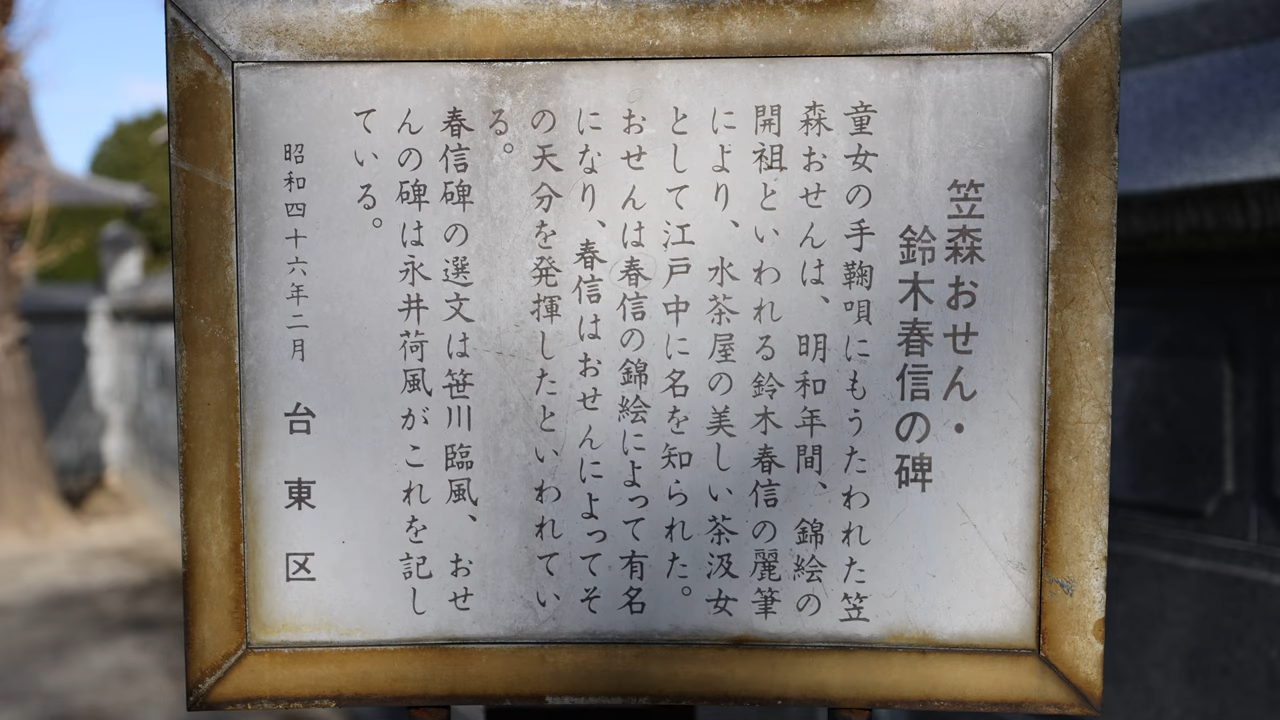 笠森おせん・
鈴木春信の碑
童女の手鞠唄にもうたわれた笠
森おせんは、明和年間、錦絵の
開祖といわれる鈴木春信の麗筆
により、水茶屋の美しい茶汲女
として江戸中に名を知られた。
おせんは春信の錦絵によって有名
になり、春信はおせんによってそ
の天分を発揮したといわれてい
る。
春信碑の選文は笹川臨風、おせ
んの碑は永井荷風がこれを記し
ている。
昭和四十六年二月 台東区